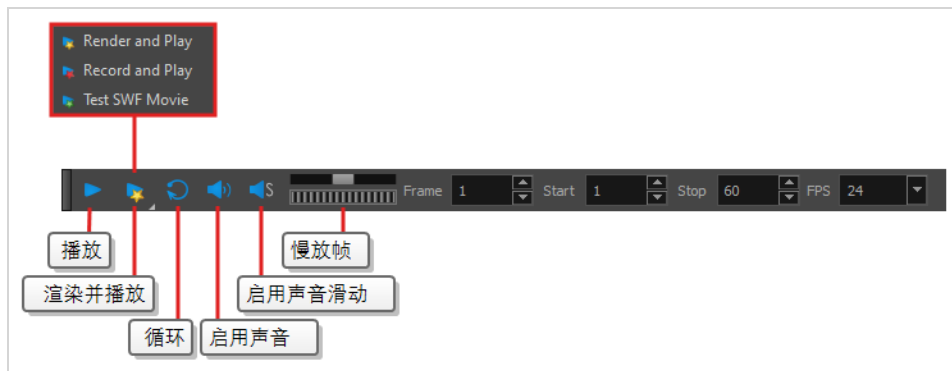 Render and Play
Record and Play
Test SWF Movie
S Frame 1 Start 1 Stop 60 FPS 24
播放 慢放帧
渲染并播放 启用声音滑动
循环 启用声音